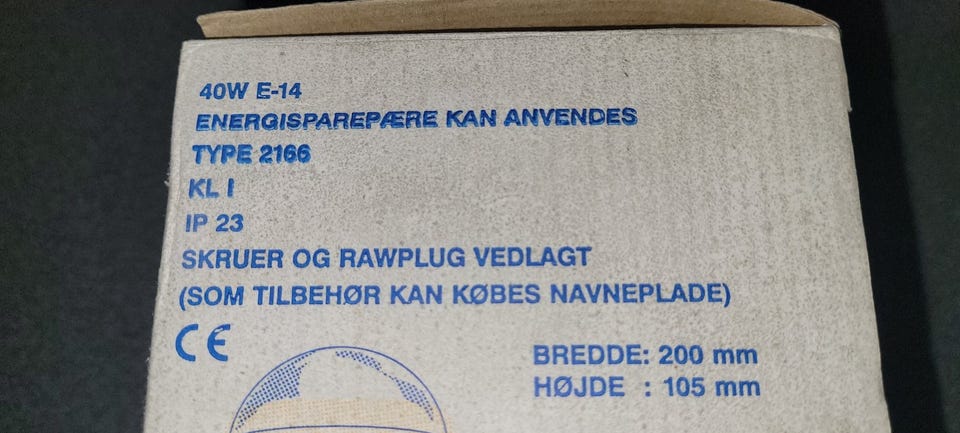 40W E-14
ENERGISPAREPÆRE KAN ANVENDES
TYPE 2166
KL I
IP 23
SKRUER OG RAWPLUG VEDLAGT
(SOM TILBEHØR KAN KØBES NAVNEPLADE)
CE
BREDDE: 200 mm
HØJDE : 105 mm